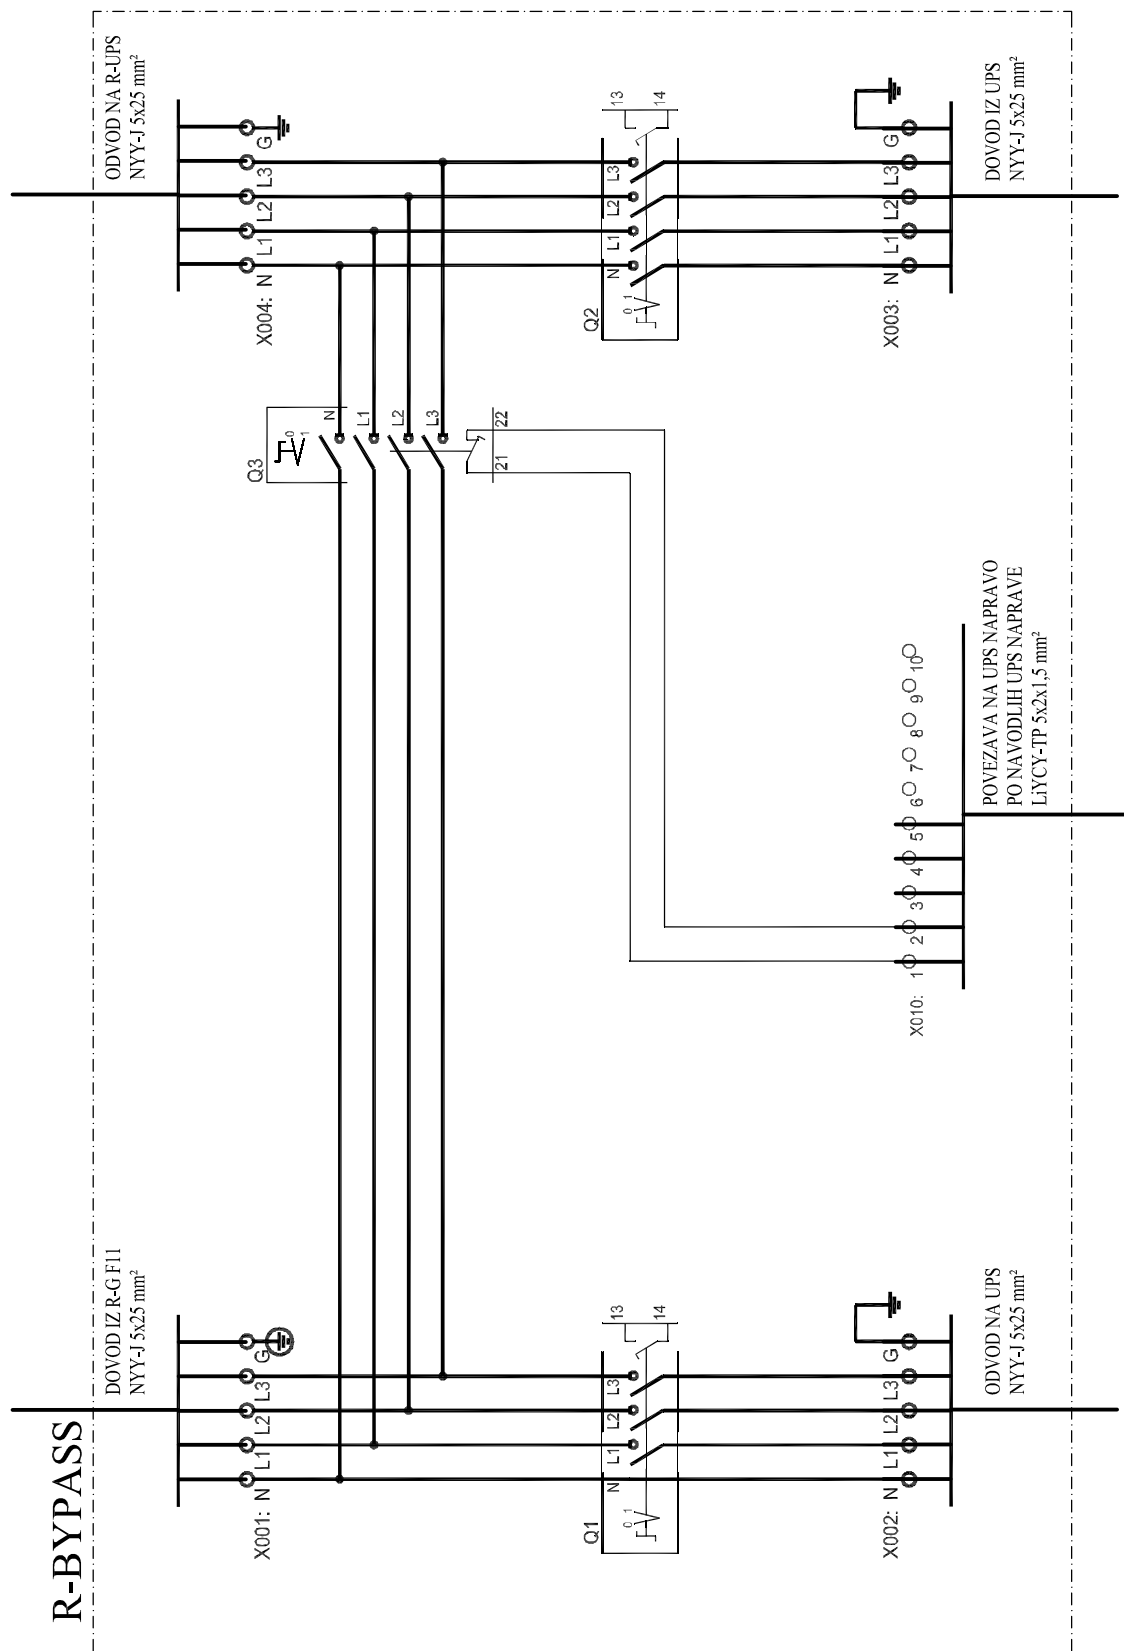 R-BYPASS
DOVOD IZ R-G F11
NYY-J 5x25 mm²
X001: N L1 L2 L3 G
Q1
0 1
N L1 L2 L3
13
14
X002: N L1 L2 L3 G
ODVOD NA UPS
NYY-J 5x25 mm²
Q3
0
1
N
L1
L2
L3
21 22
X010: 1 2 3 4 5 6 7 8 9 10
POVEZAVA NA UPS NAPRAVO
PO NAVODLIH UPS NAPRAVE
LiYCY-TP 5x2x1,5 mm²
ODVOD NA R-UPS
NYY-J 5x25 mm²
X004: N L1 L2 L3 G
Q2
0 1
N L1 L2 L3
13
14
X003: N L1 L2 L3 G
DOVOD IZ UPS
NYY-J 5x25 mm²